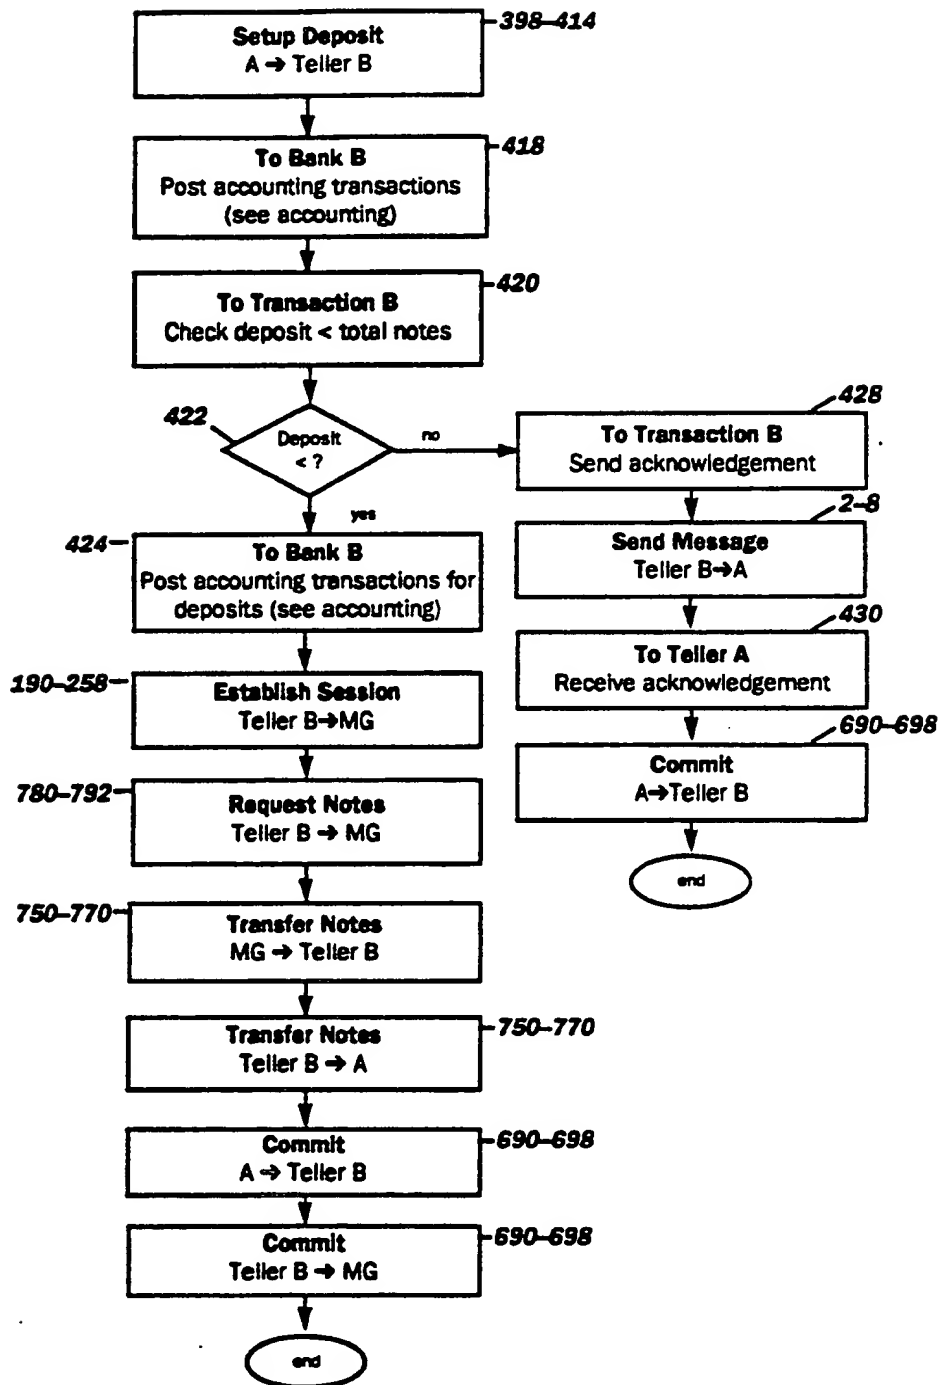 398–414
Setup Deposit
A → Teller B
418
To Bank B
Post accounting transactions
(see accounting)
420
To Transaction B
Check deposit < total notes
422
Deposit
< ?
no
yes
428
To Transaction B
Send acknowledgement
2–8
Send Message
Teller B→A
430
To Teller A
Receive acknowledgement
690–698
Commit
A→Teller B
end
424
To Bank B
Post accounting transactions for
deposits (see accounting)
190–258
Establish Session
Teller B→MG
780–792
Request Notes
Teller B → MG
750–770
Transfer Notes
MG → Teller B
750–770
Transfer Notes
Teller B → A
690–698
Commit
A → Teller B
690–698
Commit
Teller B → MG
end